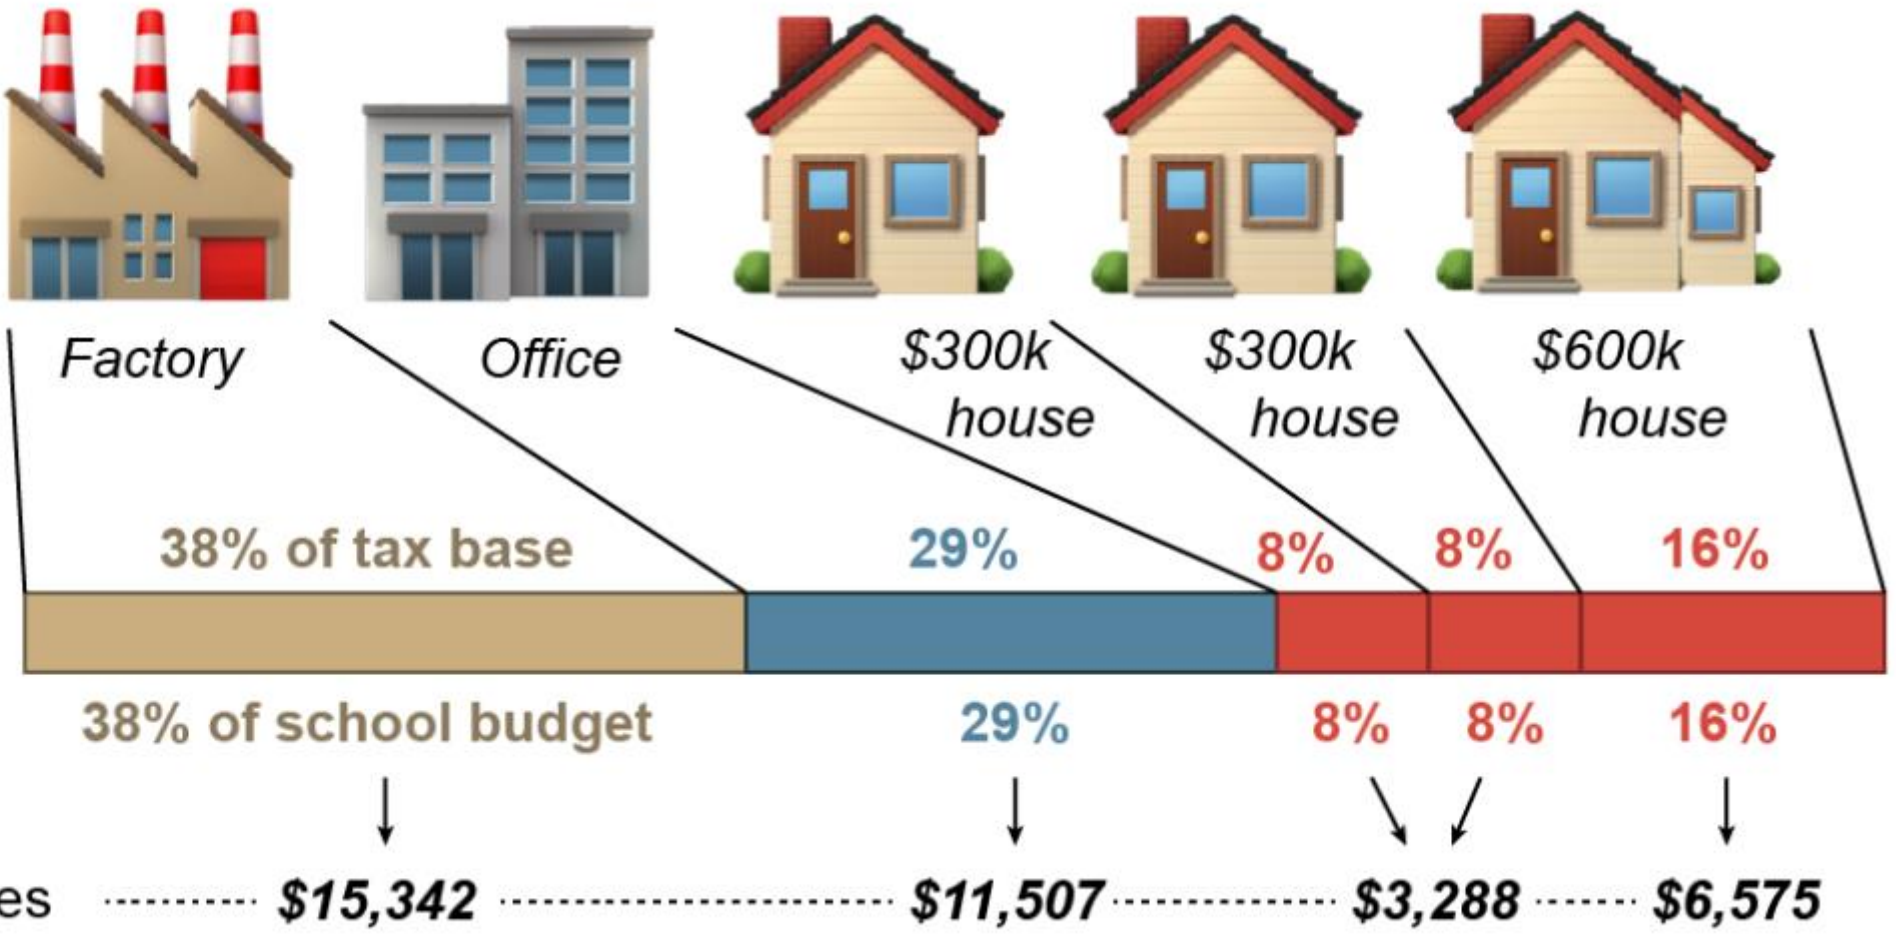 Factory
Office
$300k
house
$300k
house
$600k
house
38% of tax base
29%
8%
8%
16%
38% of school budget
29%
8%
8%
16%
es
$15,342
$11,507
$3,288
$6,575